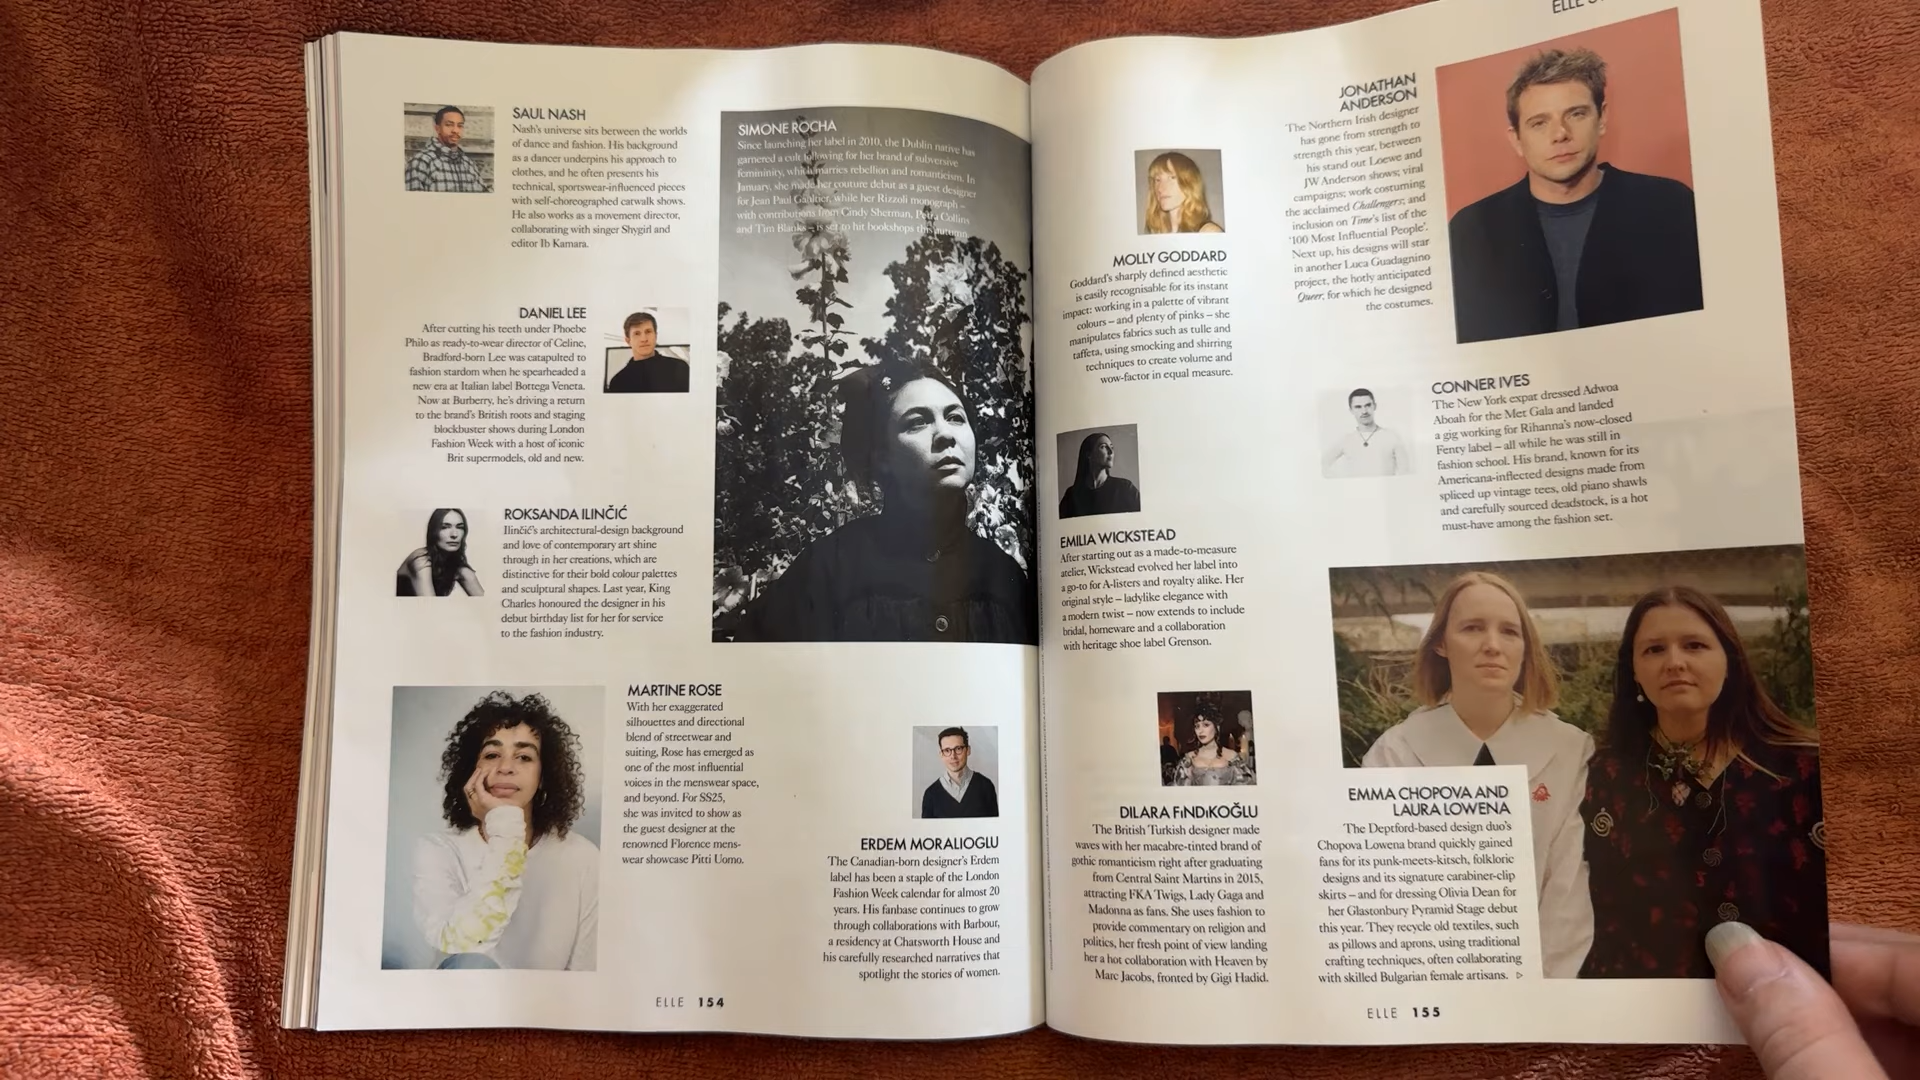 SAUL NASH
Nash's universe sits between the worlds
of dance and fashion. His background
as a dancer underpins his approach to
clothes, and he often presents his
technical, sportswear-influenced pieces
with self-choreographed catwalk shows.
He also works as a movement director,
collaborating with singer Shygirl and
editor Ib Kamara.
DANIEL LEE
After cutting his teeth under Phoebe
Philo as ready-to-wear director of Celine,
Bradford-born Lee was catapulted to
fashion stardom when he spearheaded a
new era at Italian label Bottega Veneta.
Now at Burberry, he's driving a return
to the brand's British roots and staging
blockbuster shows during London
Fashion Week with a host of iconic
Brit supermodels, old and new.
ROKSANDA ILINČIĆ
Ilinčić's architectural-design background
and love of contemporary art shine
through in her creations, which are
distinctive for their bold colour palettes
and sculptural shapes. Last year, King
Charles honoured the designer in his
debut birthday list for her for service
to the fashion industry.
SIMONE ROCHA
Since launching her label in 2010, the Dublin native has
garnered a cult following for her brand of subversive
femininity, which marries rebellion and romanticism. In
January, she made her couture debut as a guest designer
for Jean Paul Gaultier, while her Rizzoli monograph –
with contributions from Cindy Sherman, Petra Collins
and Tim Blanks – is set to hit bookshops this autumn.
MARTINE ROSE
With her exaggerated
silhouettes and directional
blend of streetwear and
suiting, Rose has emerged as
one of the most influential
voices in the menswear space,
and beyond. For SS25,
she was invited to show as
the guest designer at the
renowned Florence mens-
wear showcase Pitti Uomo.
ERDEM MORALIOGLU
The Canadian-born designer's Erdem
label has been a staple of the London
Fashion Week calendar for almost 20
years. His fanbase continues to grow
through collaborations with Barbour,
a residency at Chatsworth House and
his carefully researched narratives that
spotlight the stories of women.
ELLE 154
ELLE
MOLLY GODDARD
Goddard's sharply defined aesthetic
is easily recognisable for its instant
impact: working in a palette of vibrant
colours – and plenty of pinks – she
manipulates fabrics such as tulle and
taffeta, using smocking and shirring
techniques to create volume and
wow-factor in equal measure.
EMILIA WICKSTEAD
After starting out as a made-to-measure
atelier, Wickstead evolved her label into
a go-to for A-listers and royalty alike. Her
original style – ladylike elegance with
a modern twist – now extends to include
bridal, homeware and a collaboration
with heritage shoe label Grenson.
DILARA FiNDiKOĞLU
The British Turkish designer made
waves with her macabre-tinted brand of
gothic romanticism right after graduating
from Central Saint Martins in 2015,
attracting FKA Twigs, Lady Gaga and
Madonna as fans. She uses fashion to
provide commentary on religion and
politics, her fresh point of view landing
her a hot collaboration with Heaven by
Marc Jacobs, fronted by Gigi Hadid.
JONATHAN
ANDERSON
The Northern Irish designer
has gone from strength to
strength this year, between
his stand out Loewe and
JW Anderson shows; viral
campaigns; work costuming
the acclaimed Challengers; and
inclusion on Time's list of the
'100 Most Influential People'.
Next up, his designs will star
in another Luca Guadagnino
project, the hotly anticipated
Queer, for which he designed
the costumes.
CONNER IVES
The New York expat dressed Adwoa
Aboah for the Met Gala and landed
a gig working for Rihanna's now-closed
Fenty label – all while he was still in
fashion school. His brand, known for its
Americana-inflected designs made from
spliced up vintage tees, old piano shawls
and carefully sourced deadstock, is a hot
must-have among the fashion set.
EMMA CHOPOVA AND
LAURA LOWENA
The Deptford-based design duo's
Chopova Lowena brand quickly gained
fans for its punk-meets-kitsch, folkloric
designs and its signature carabiner-clip
skirts – and for dressing Olivia Dean for
her Glastonbury Pyramid Stage debut
this year. They recycle old textiles, such
as pillows and aprons, using traditional
crafting techniques, often collaborating
with skilled Bulgarian female artisans. ▷
ELLE 155